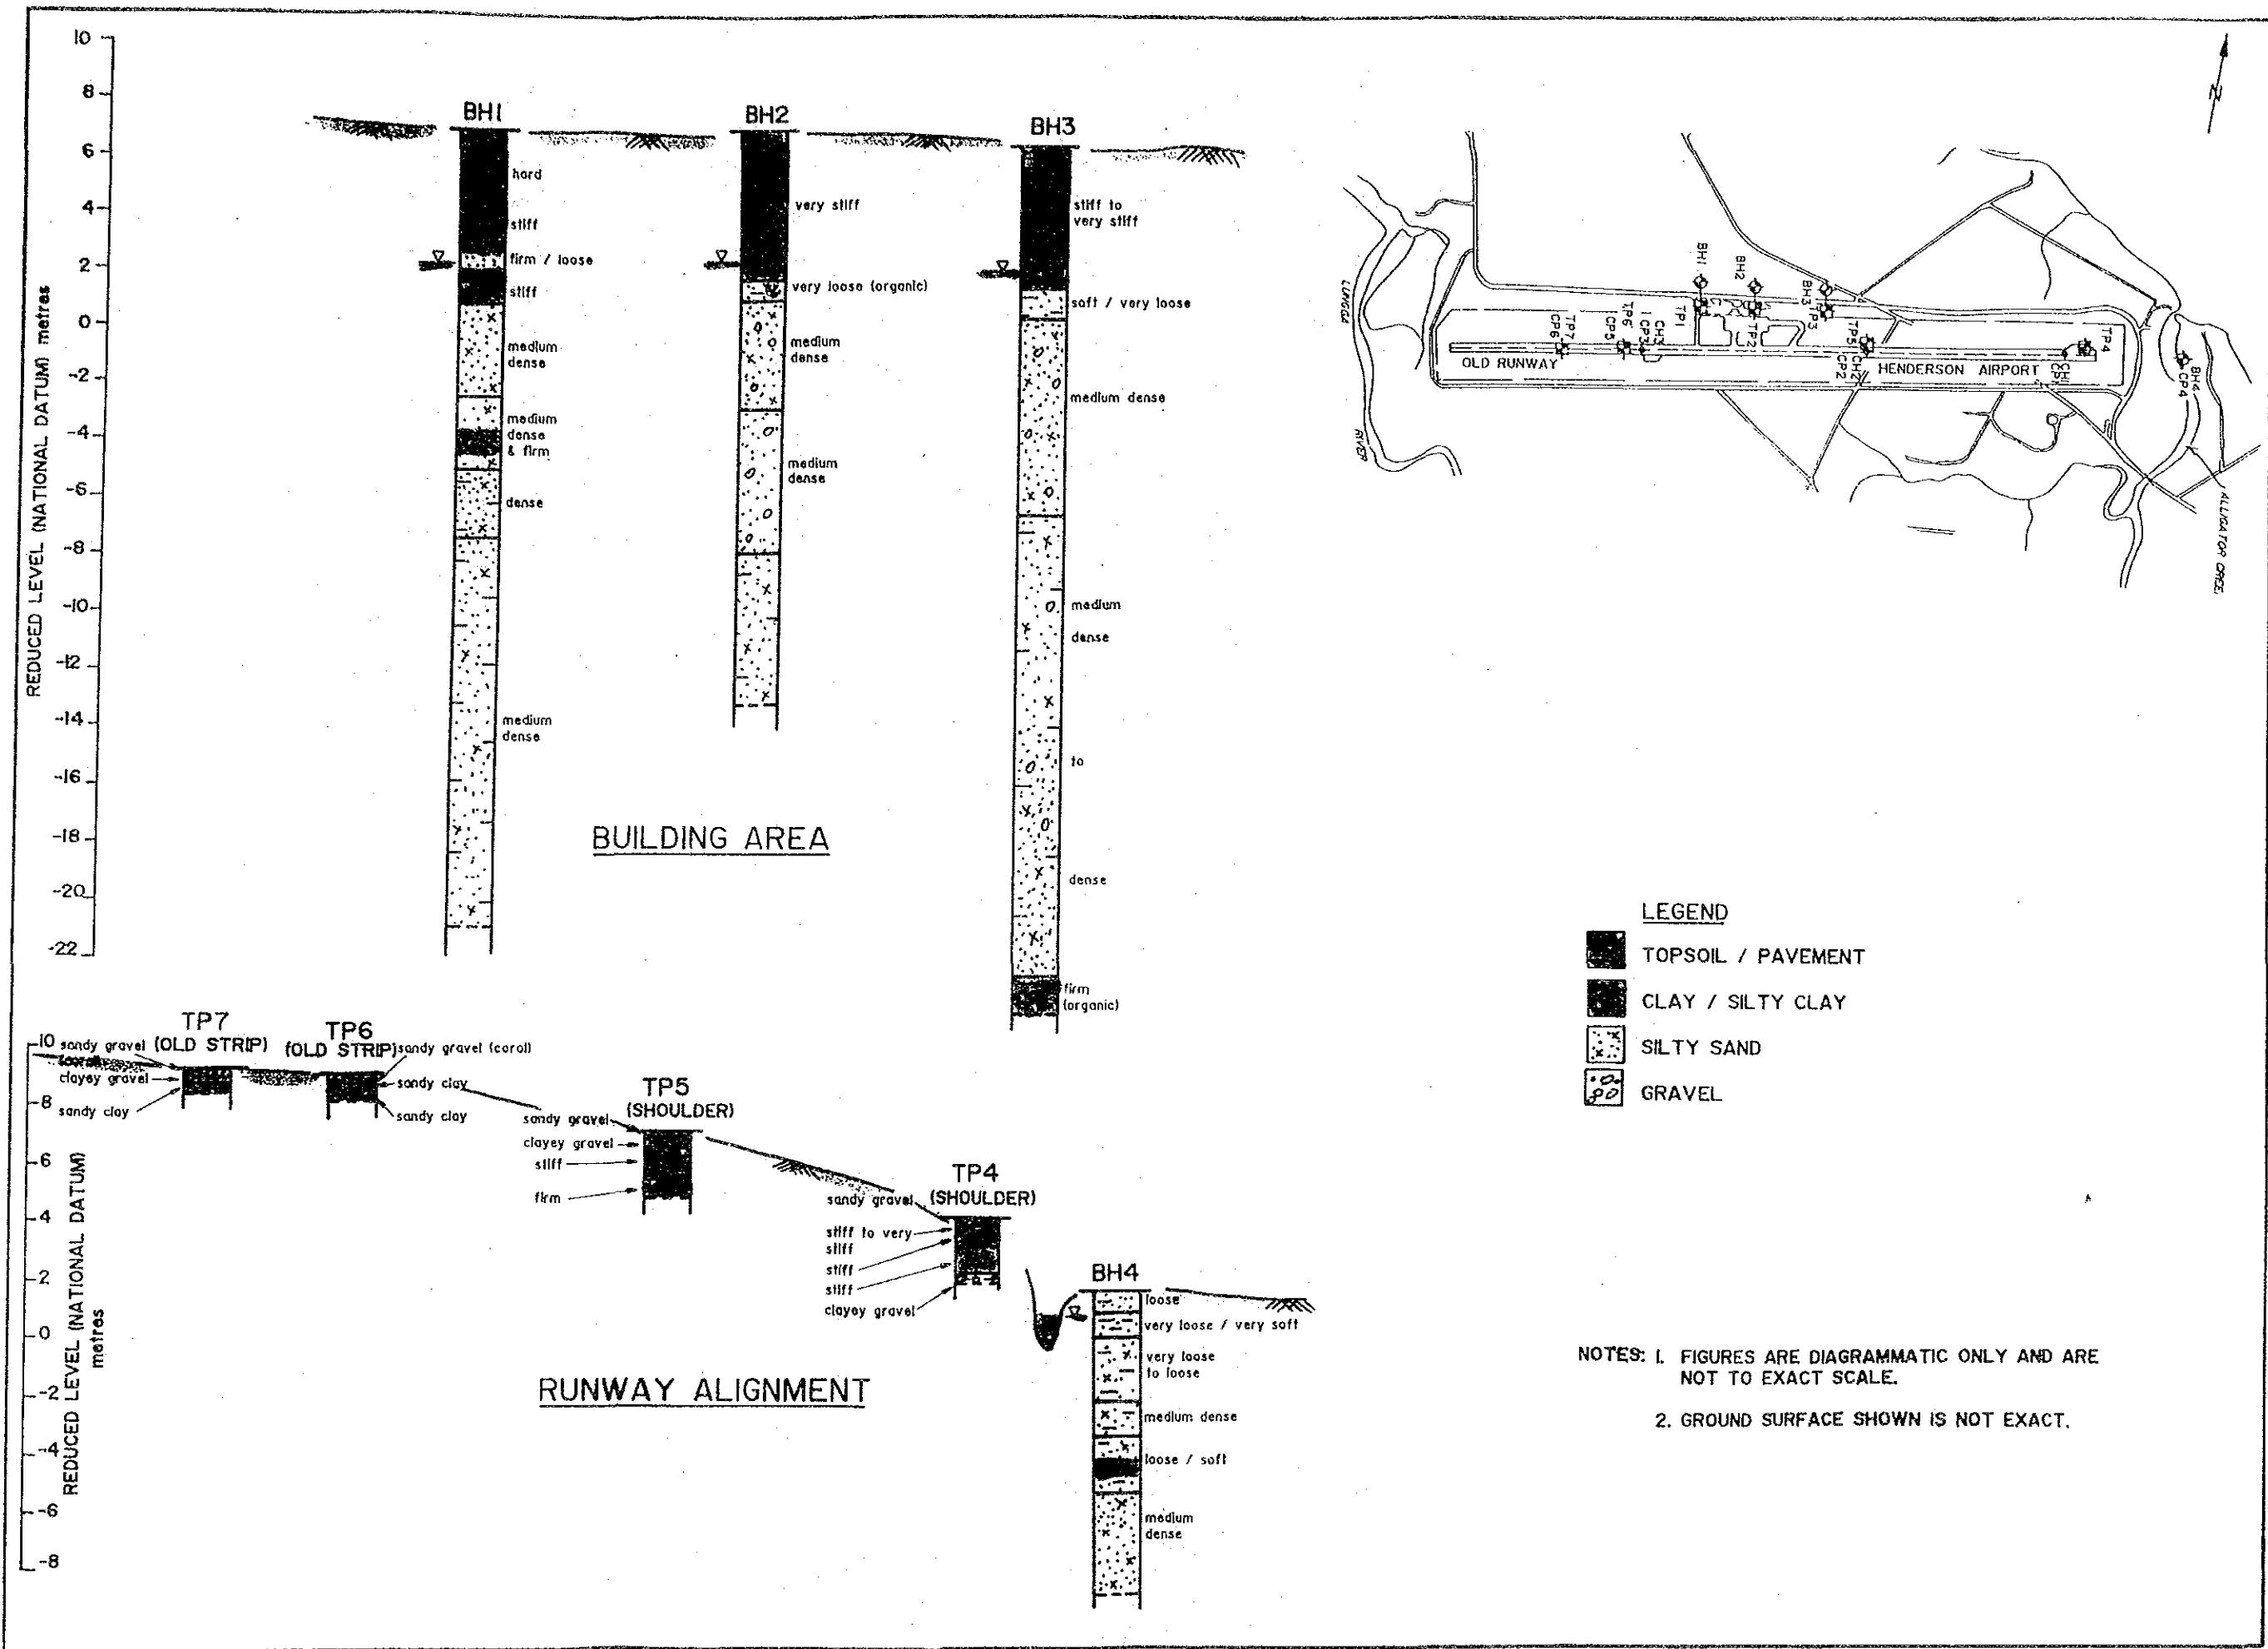 10
8
6
4
2
0
-2
-4
-6
-8
-10
-12
-14
-16
-18
-20
-22
REDUCED LEVEL (NATIONAL DATUM) metres
BH1
hard
stiff
firm / loose
stiff
medium
dense
medium
dense
& firm
dense
medium
dense
BH2
very stiff
very loose (organic)
medium
dense
medium
dense
BH3
stiff to
very stiff
soft / very loose
medium dense
medium
dense
to
dense
firm
(organic)
BUILDING AREA
N
LUNGGA
RIVER
BH1
BH2
BH3
TP1
TP2
TP3
TP7
CP6
TP6
CP5
CH3
CP3
TP5
CH2
CP2
TP4
CH1
CP1
BH4
CP4
OLD RUNWAY
HENDERSON AIRPORT
ALLIGATOR CREE
LEGEND
TOPSOIL / PAVEMENT
CLAY / SILTY CLAY
SILTY SAND
GRAVEL
10
8
6
4
2
0
-2
-4
-6
-8
REDUCED LEVEL (NATIONAL DATUM)
metres
TP7
(OLD STRIP)
sandy gravel
clayey gravel
sandy clay
TP6
(OLD STRIP)
sandy gravel (coral)
sandy clay
sandy clay
TP5
(SHOULDER)
sandy gravel
clayey gravel
stiff
firm
TP4
(SHOULDER)
sandy gravel
stiff to very
stiff
stiff
stiff
clayey gravel
BH4
loose
very loose / very soft
very loose
to loose
medium dense
loose / soft
medium
dense
RUNWAY ALIGNMENT
NOTES: 1. FIGURES ARE DIAGRAMMATIC ONLY AND ARE
NOT TO EXACT SCALE.
2. GROUND SURFACE SHOWN IS NOT EXACT.